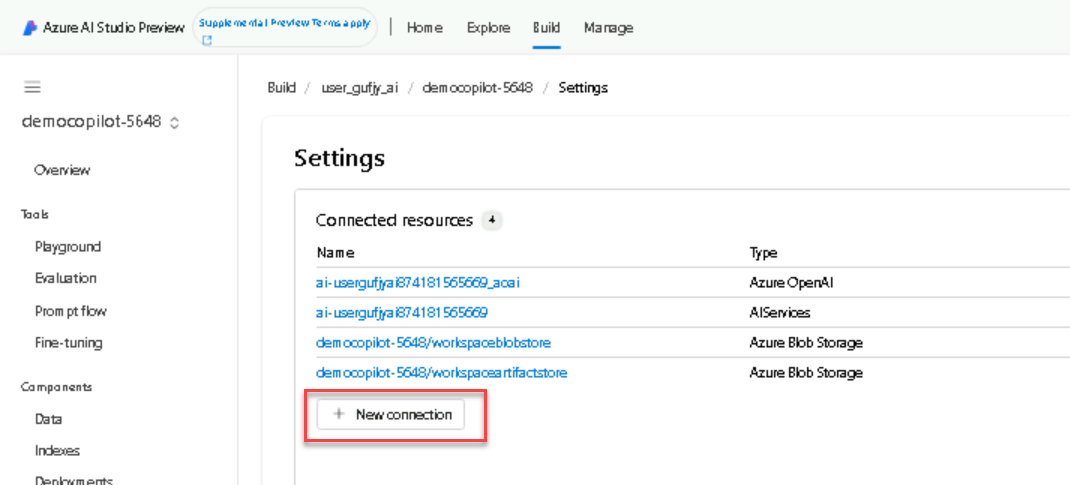 Azure AI Studio Preview
Supplemental Preview Terms apply
Home Explore Build Manage
democopilot-5648
Overview
Tools
Playground
Evaluation
Prompt flow
Fine-tuning
Components
Data
Indexes
Deployments
Build / user_gufjy_ai / democopilot-5648 / Settings
Settings
Connected resources 4
Name Type
ai-usergufjyai874181565669_aoai Azure OpenAI
ai-usergufjyai874181565669 AIServices
democopilot-5648/workspaceblobstore Azure Blob Storage
democopilot-5648/workspaceartifactstore Azure Blob Storage
+ New connection